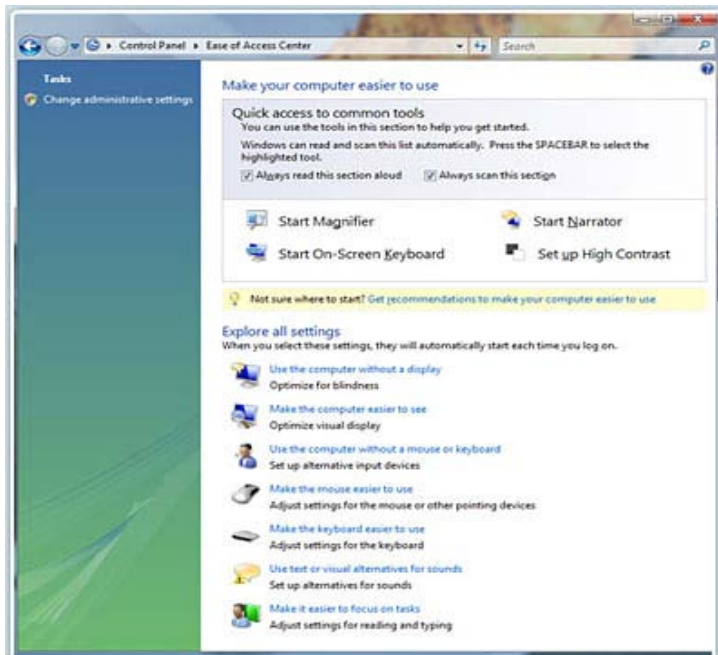 Control Panel Ease of Access Center Search
Tasks
Change administrative settings
Make your computer easier to use
Quick access to common tools
You can use the tools in this section to help you get started.
Windows can read and scan this list automatically. Press the SPACEBAR to select the
highlighted tool.
Always read this section aloud Always scan this section
Start Magnifier Start Narrator
Start On-Screen Keyboard Set up High Contrast
Not sure where to start? Get recommendations to make your computer easier to use
Explore all settings
When you select these settings, they will automatically start each time you log on.
Use the computer without a display
Optimize for blindness
Make the computer easier to see
Optimize visual display
Use the computer without a mouse or keyboard
Set up alternative input devices
Make the mouse easier to use
Adjust settings for the mouse or other pointing devices
Make the keyboard easier to use
Adjust settings for the keyboard
Use text or visual alternatives for sounds
Set up alternatives for sounds
Make it easier to focus on tasks
Adjust settings for reading and typing